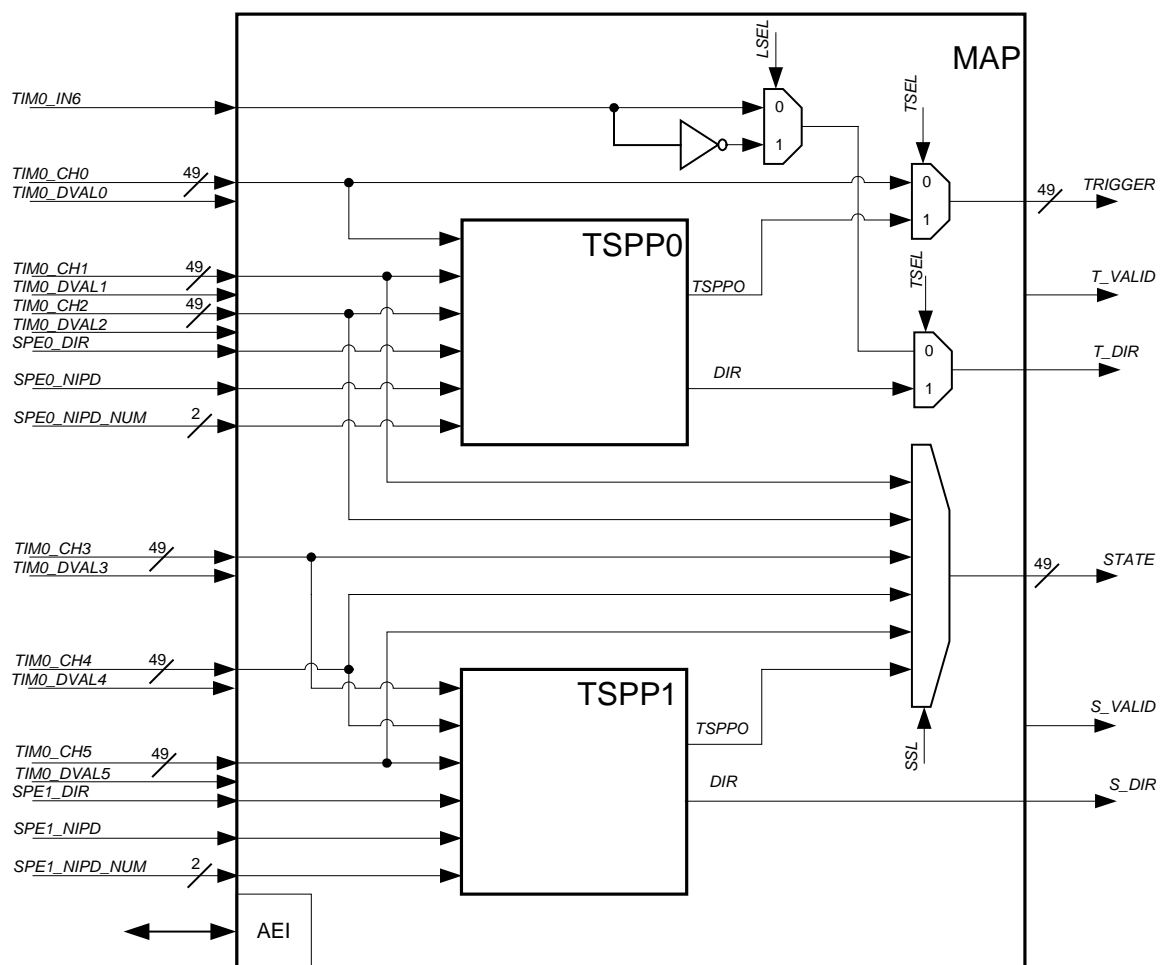 MAP
LSEL
TSEL
TIM0_IN6
0
1
TIM0_CH0
49
TIM0_DVAL0
0
1
49
TRIGGER
TSPP0
TIM0_CH1
49
TIM0_DVAL1
TIM0_CH2
49
TIM0_DVAL2
SPE0_DIR
SPE0_NIPD
SPE0_NIPD_NUM
2
TSPPO
DIR
TSEL
0
1
T_VALID
T_DIR
TIM0_CH3
49
TIM0_DVAL3
49
STATE
TIM0_CH4
49
TIM0_DVAL4
TSPP1
TSPPO
DIR
SSL
S_VALID
S_DIR
TIM0_CH5
49
TIM0_DVAL5
SPE1_DIR
SPE1_NIPD
SPE1_NIPD_NUM
2
AEI